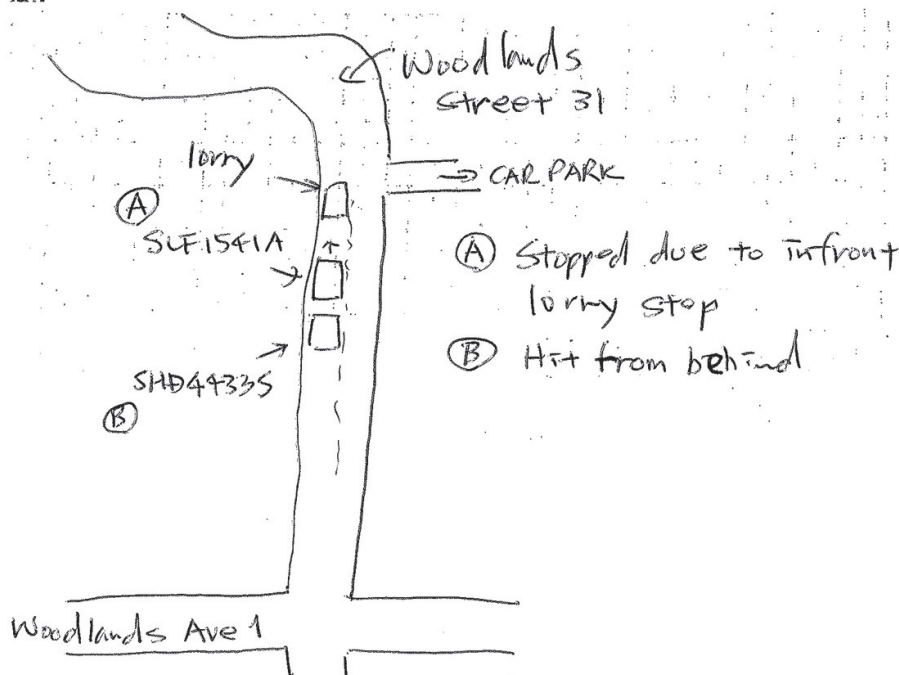 Woodlands
Street 31
lorry
CAR PARK
A
SLF1541A
A Stopped due to infront
lorry stop
B Hit from behind
SHD4433S
B
Woodlands Ave 1